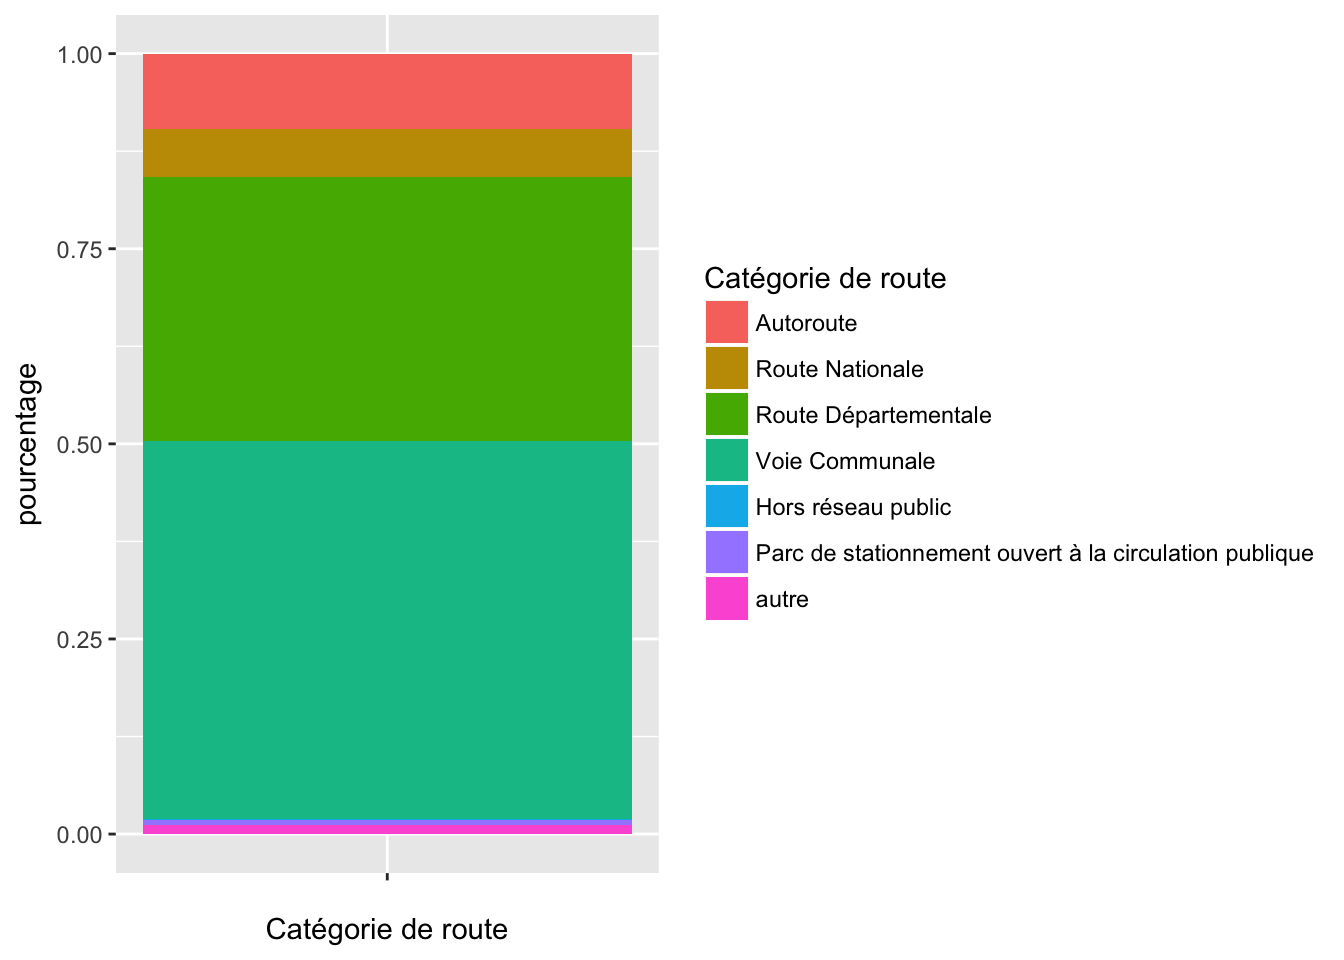 1.00
0.75
0.50
0.25
0.00
pourcentage
Catégorie de route
Catégorie de route
Autoroute
Route Nationale
Route Départementale
Voie Communale
Hors réseau public
Parc de stationnement ouvert à la circulation publique
autre